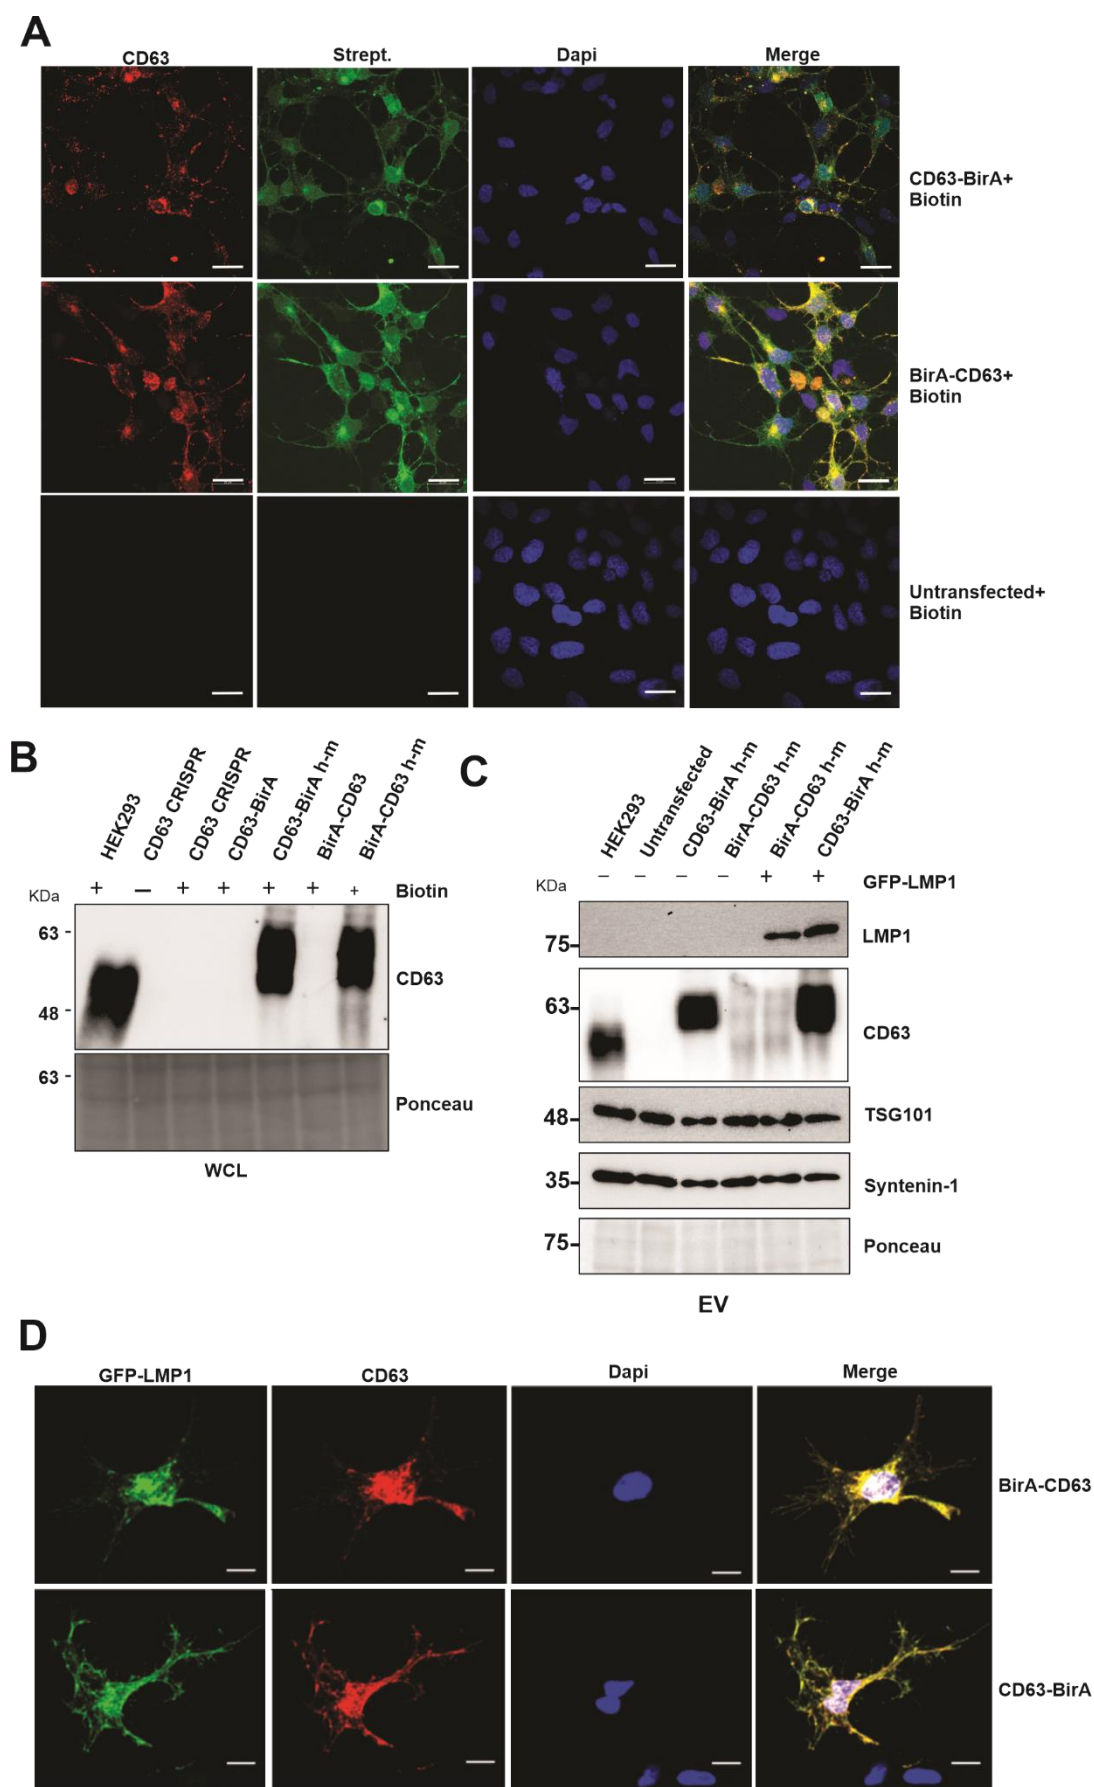 A
CD63 Strept. Dapi Merge
CD63-BirA+
Biotin
BirA-CD63+
Biotin
Untransfected+
Biotin
B
HEK293
CD63 CRISPR
CD63 CRISPR
CD63-BirA
CD63-BirA h-m
BirA-CD63
BirA-CD63 h-m
+ – + + + + + Biotin
KDa
63 -
CD63
48 -
63 -
Ponceau
WCL
C
HEK293
Untransfected
CD63-BirA h-m
BirA-CD63 h-m
BirA-CD63 h-m
CD63-BirA h-m
– – – – + + GFP-LMP1
KDa
LMP1
75-
63-
CD63
48- TSG101
35- Syntenin-1
75- Ponceau
EV
D
GFP-LMP1 CD63 Dapi Merge
BirA-CD63
CD63-BirA